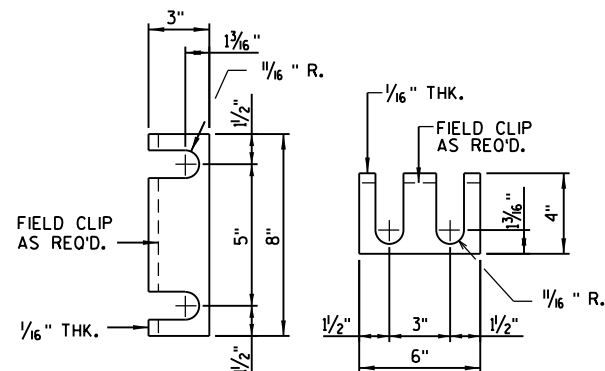 3"
1 3/16"
11/16" R.
1 1/2"
5"
8"
1 1/2"
FIELD CLIP
AS REQ'D.
1/16" THK.
1/16" THK.
FIELD CLIP
AS REQ'D.
1 3/16"
4"
11/16" R.
1 1/2"
3"
1 1/2"
6"